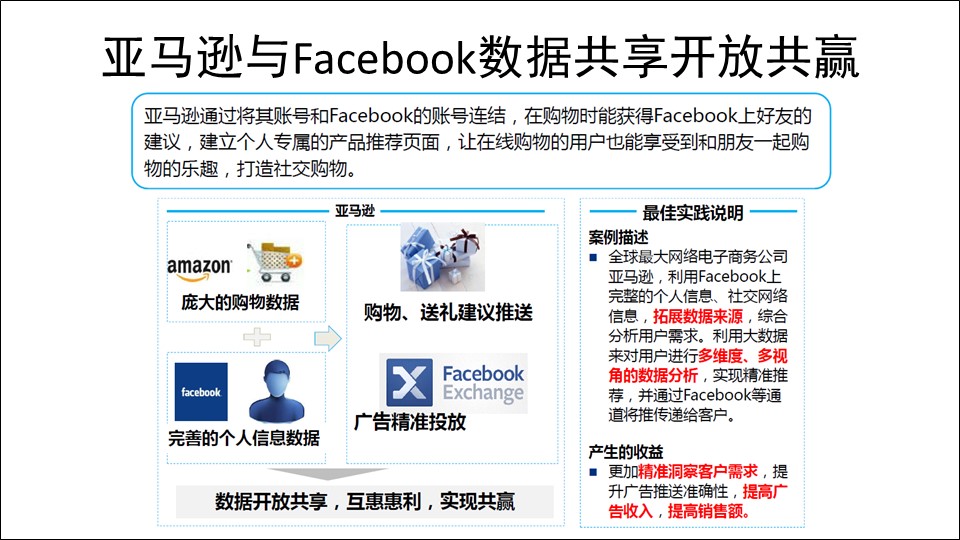 亚马逊与Facebook数据共享开放共赢
亚马逊通过将其账号和Facebook的账号连结，在购物时能获得Facebook上好友的
建议，建立个人专属的产品推荐页面，让在线购物的用户也能享受到和朋友一起购
物的乐趣，打造社交购物。
亚马逊
amazon
庞大的购物数据
facebook
完善的个人信息数据
购物、送礼建议推送
Facebook
Exchange
广告精准投放
数据开放共享，互惠惠利，实现共赢
最佳实践说明
案例描述
■ 全球最大网络电子商务公司
亚马逊，利用Facebook上
完整的个人信息、社交网络
信息，拓展数据来源，综合
分析用户需求。利用大数据
来对用户进行多维度、多视
角的数据分析，实现精准推
荐，并通过Facebook等通
道将推传递给客户。
产生的收益
■ 更加精准洞察客户需求，提
升广告推送准确性，提高广
告收入，提高销售额。